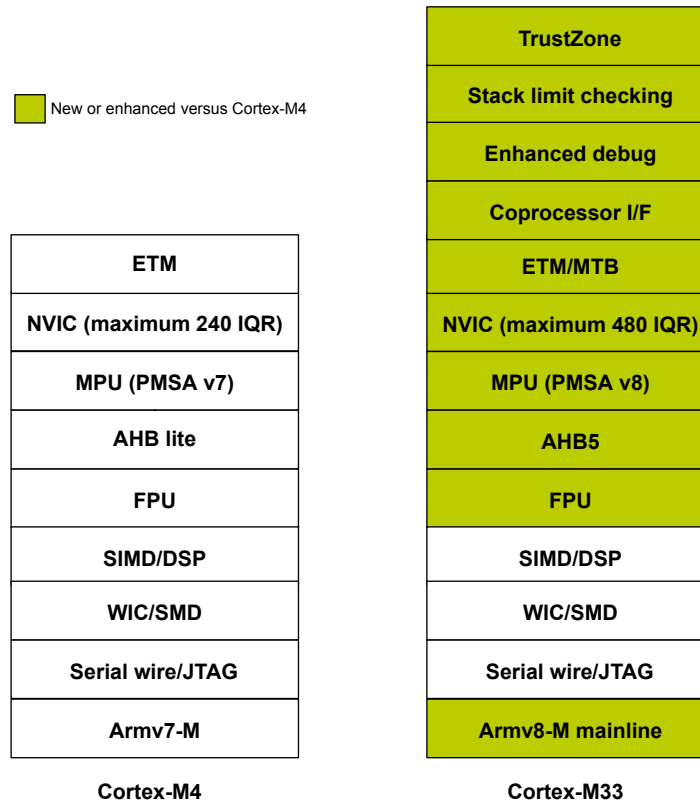 New or enhanced versus Cortex-M4
ETM
NVIC (maximum 240 IQR)
MPU (PMSA v7)
AHB lite
FPU
SIMD/DSP
WIC/SMD
Serial wire/JTAG
Armv7-M
Cortex-M4
TrustZone
Stack limit checking
Enhanced debug
Coprocessor I/F
ETM/MTB
NVIC (maximum 480 IQR)
MPU (PMSA v8)
AHB5
FPU
SIMD/DSP
WIC/SMD
Serial wire/JTAG
Armv8-M mainline
Cortex-M33